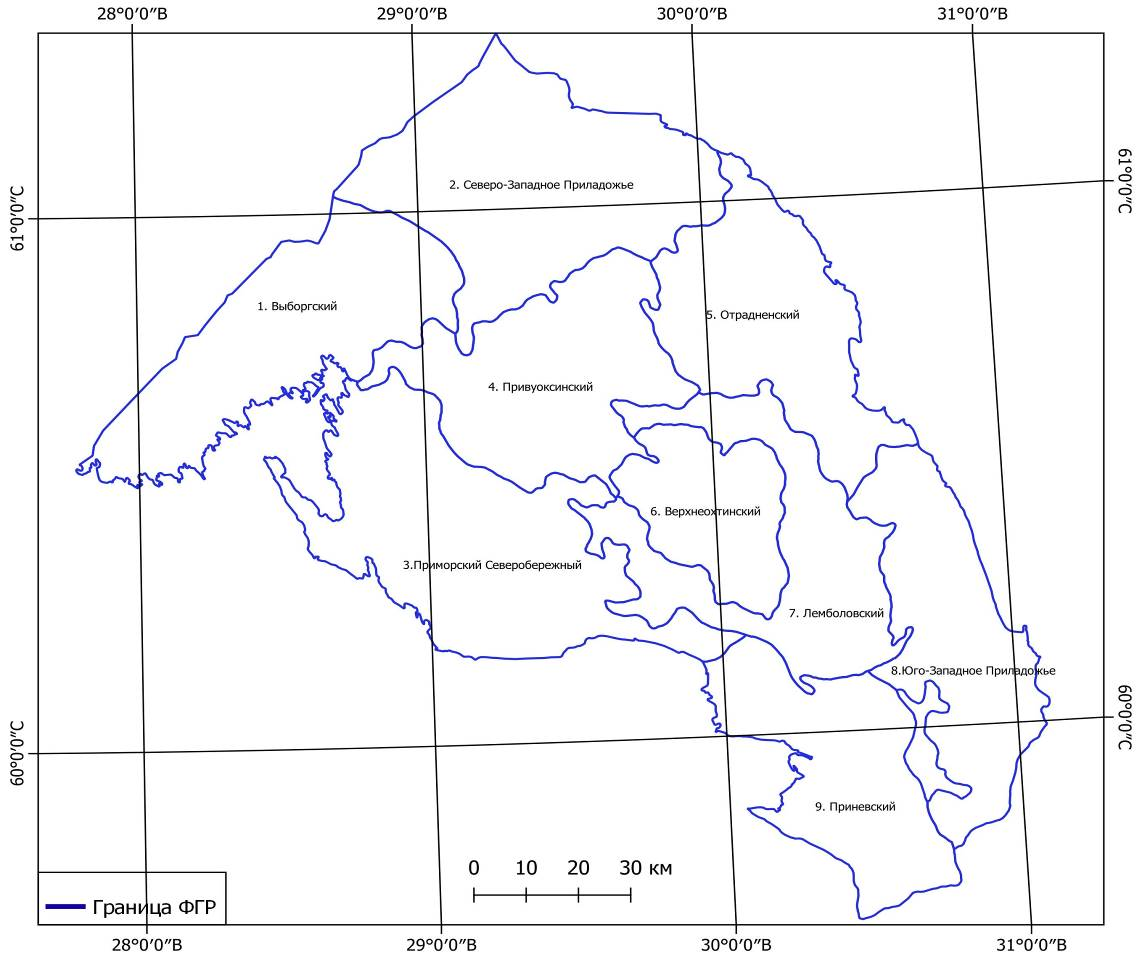 28°0′0″В 29°0′0″В 30°0′0″В 31°0′0″В
61°0′0″С
61°0′0″С
2. Северо-Западное Приладожье
1. Выборгский
5. Отрадненский
4. Привуоксинский
6. Верхнеохтинский
3.Приморский Северобережный
7. Лемболовский
8.Юго-Западное Приладожье
60°0′0″С
60°0′0″С
9. Приневский
0 10 20 30 км
Граница ФГР
28°0′0″В 29°0′0″В 30°0′0″В 31°0′0″В